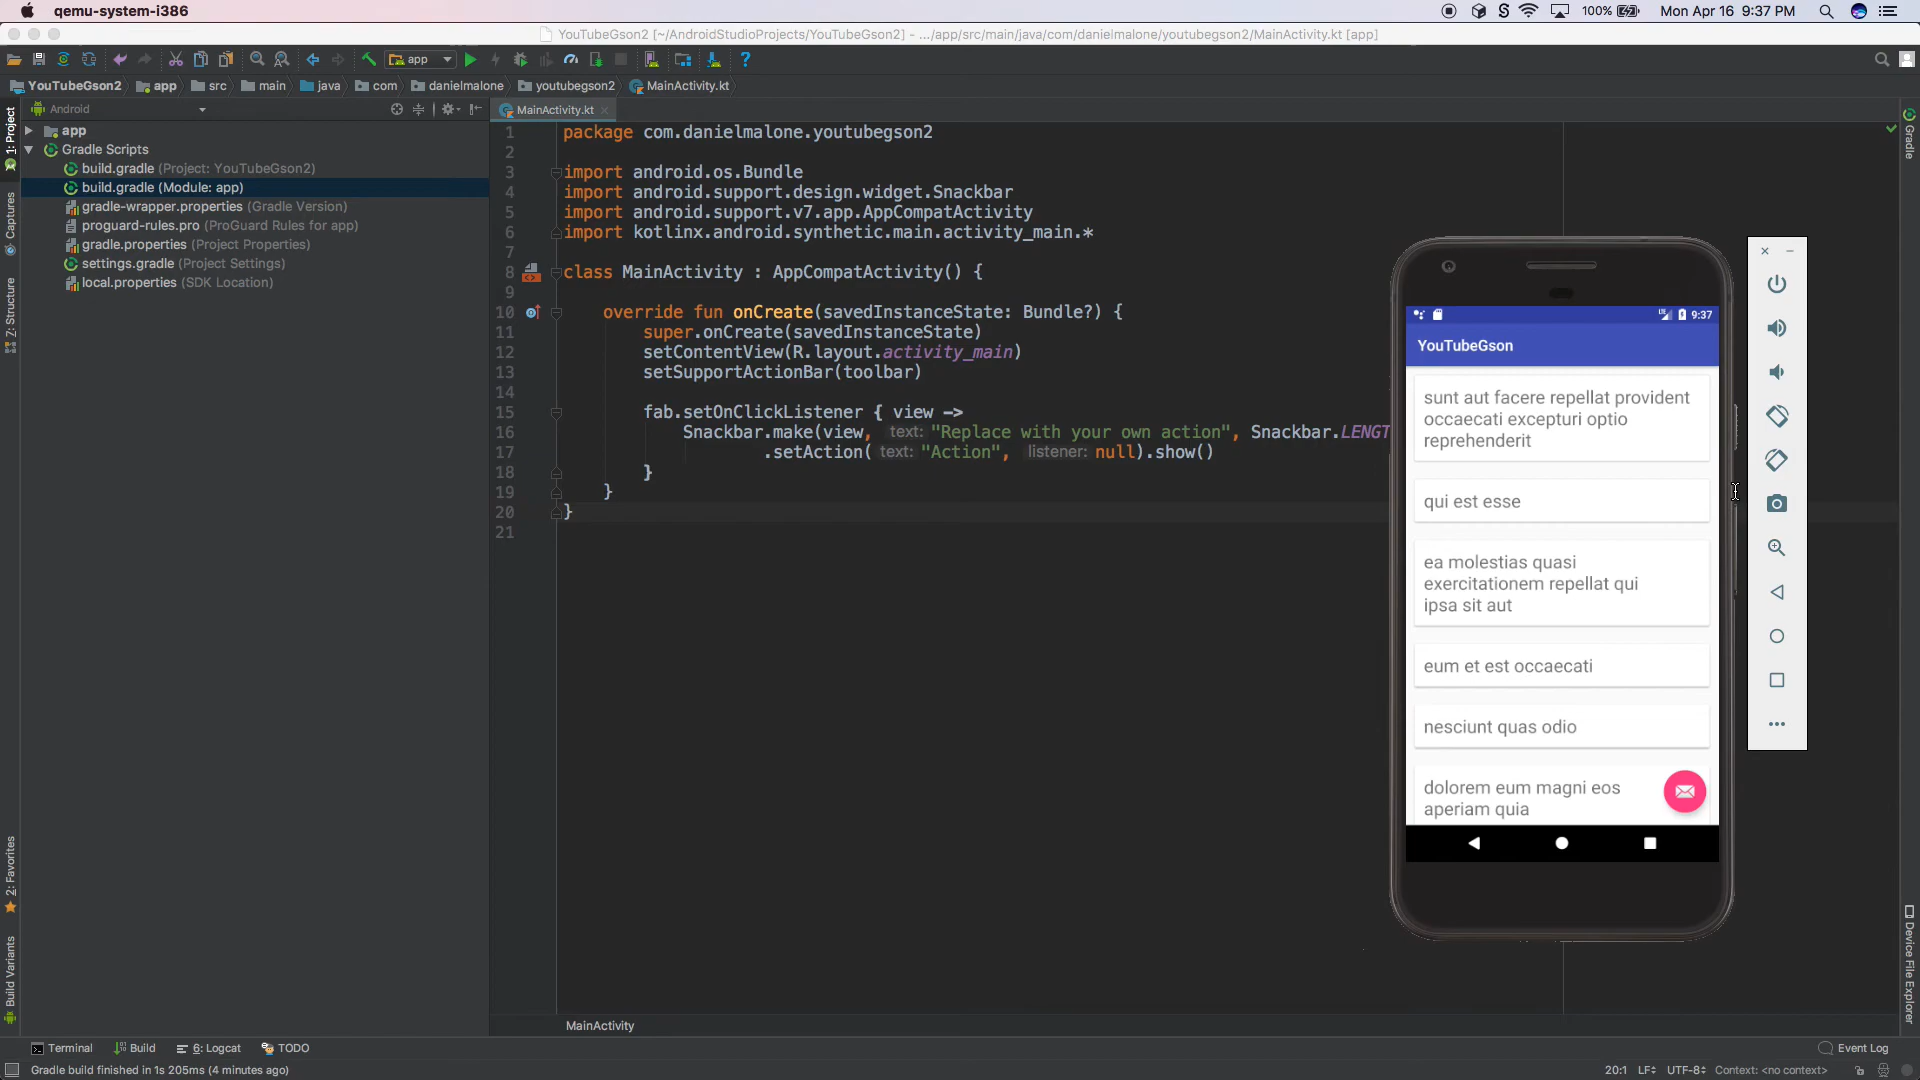 qemu-system-i386
100%
Mon Apr 16 9:37 PM
YouTubeGson2 [~/AndroidStudioProjects/YouTubeGson2] - .../app/src/main/java/com/danielmalone/youtubegson2/MainActivity.kt [app]
app
YouTubeGson2
app
src
main
java
com
danielmalone
youtubegson2
MainActivity.kt
Android
MainActivity.kt
1: Project
Captures
7: Structure
2: Favorites
Build Variants
app
Gradle Scripts
build.gradle (Project: YouTubeGson2)
build.gradle (Module: app)
gradle-wrapper.properties (Gradle Version)
proguard-rules.pro (ProGuard Rules for app)
gradle.properties (Project Properties)
settings.gradle (Project Settings)
local.properties (SDK Location)
1 package com.danielmalone.youtubegson2
2
3 import android.os.Bundle
4 import android.support.design.widget.Snackbar
5 import android.support.v7.app.AppCompatActivity
6 import kotlinx.android.synthetic.main.activity_main.*
7
8 class MainActivity : AppCompatActivity() {
9
10 override fun onCreate(savedInstanceState: Bundle?) {
11 super.onCreate(savedInstanceState)
12 setContentView(R.layout.activity_main)
13 setSupportActionBar(toolbar)
14
15 fab.setOnClickListener { view ->
16 Snackbar.make(view, text: "Replace with your own action", Snackbar.LENGT
17 .setAction( text: "Action", listener: null).show()
18 }
19 }
20 }
21
9:37
YouTubeGson
sunt aut facere repellat provident
occaecati excepturi optio
reprehenderit
qui est esse
ea molestias quasi
exercitationem repellat qui
ipsa sit aut
eum et est occaecati
nesciunt quas odio
dolorem eum magni eos
aperiam quia
Gradle
Device File Explorer
MainActivity
Terminal
Build
6: Logcat
TODO
Event Log
Gradle build finished in 1s 205ms (4 minutes ago)
20:1
LF
UTF-8
Context: <no context>